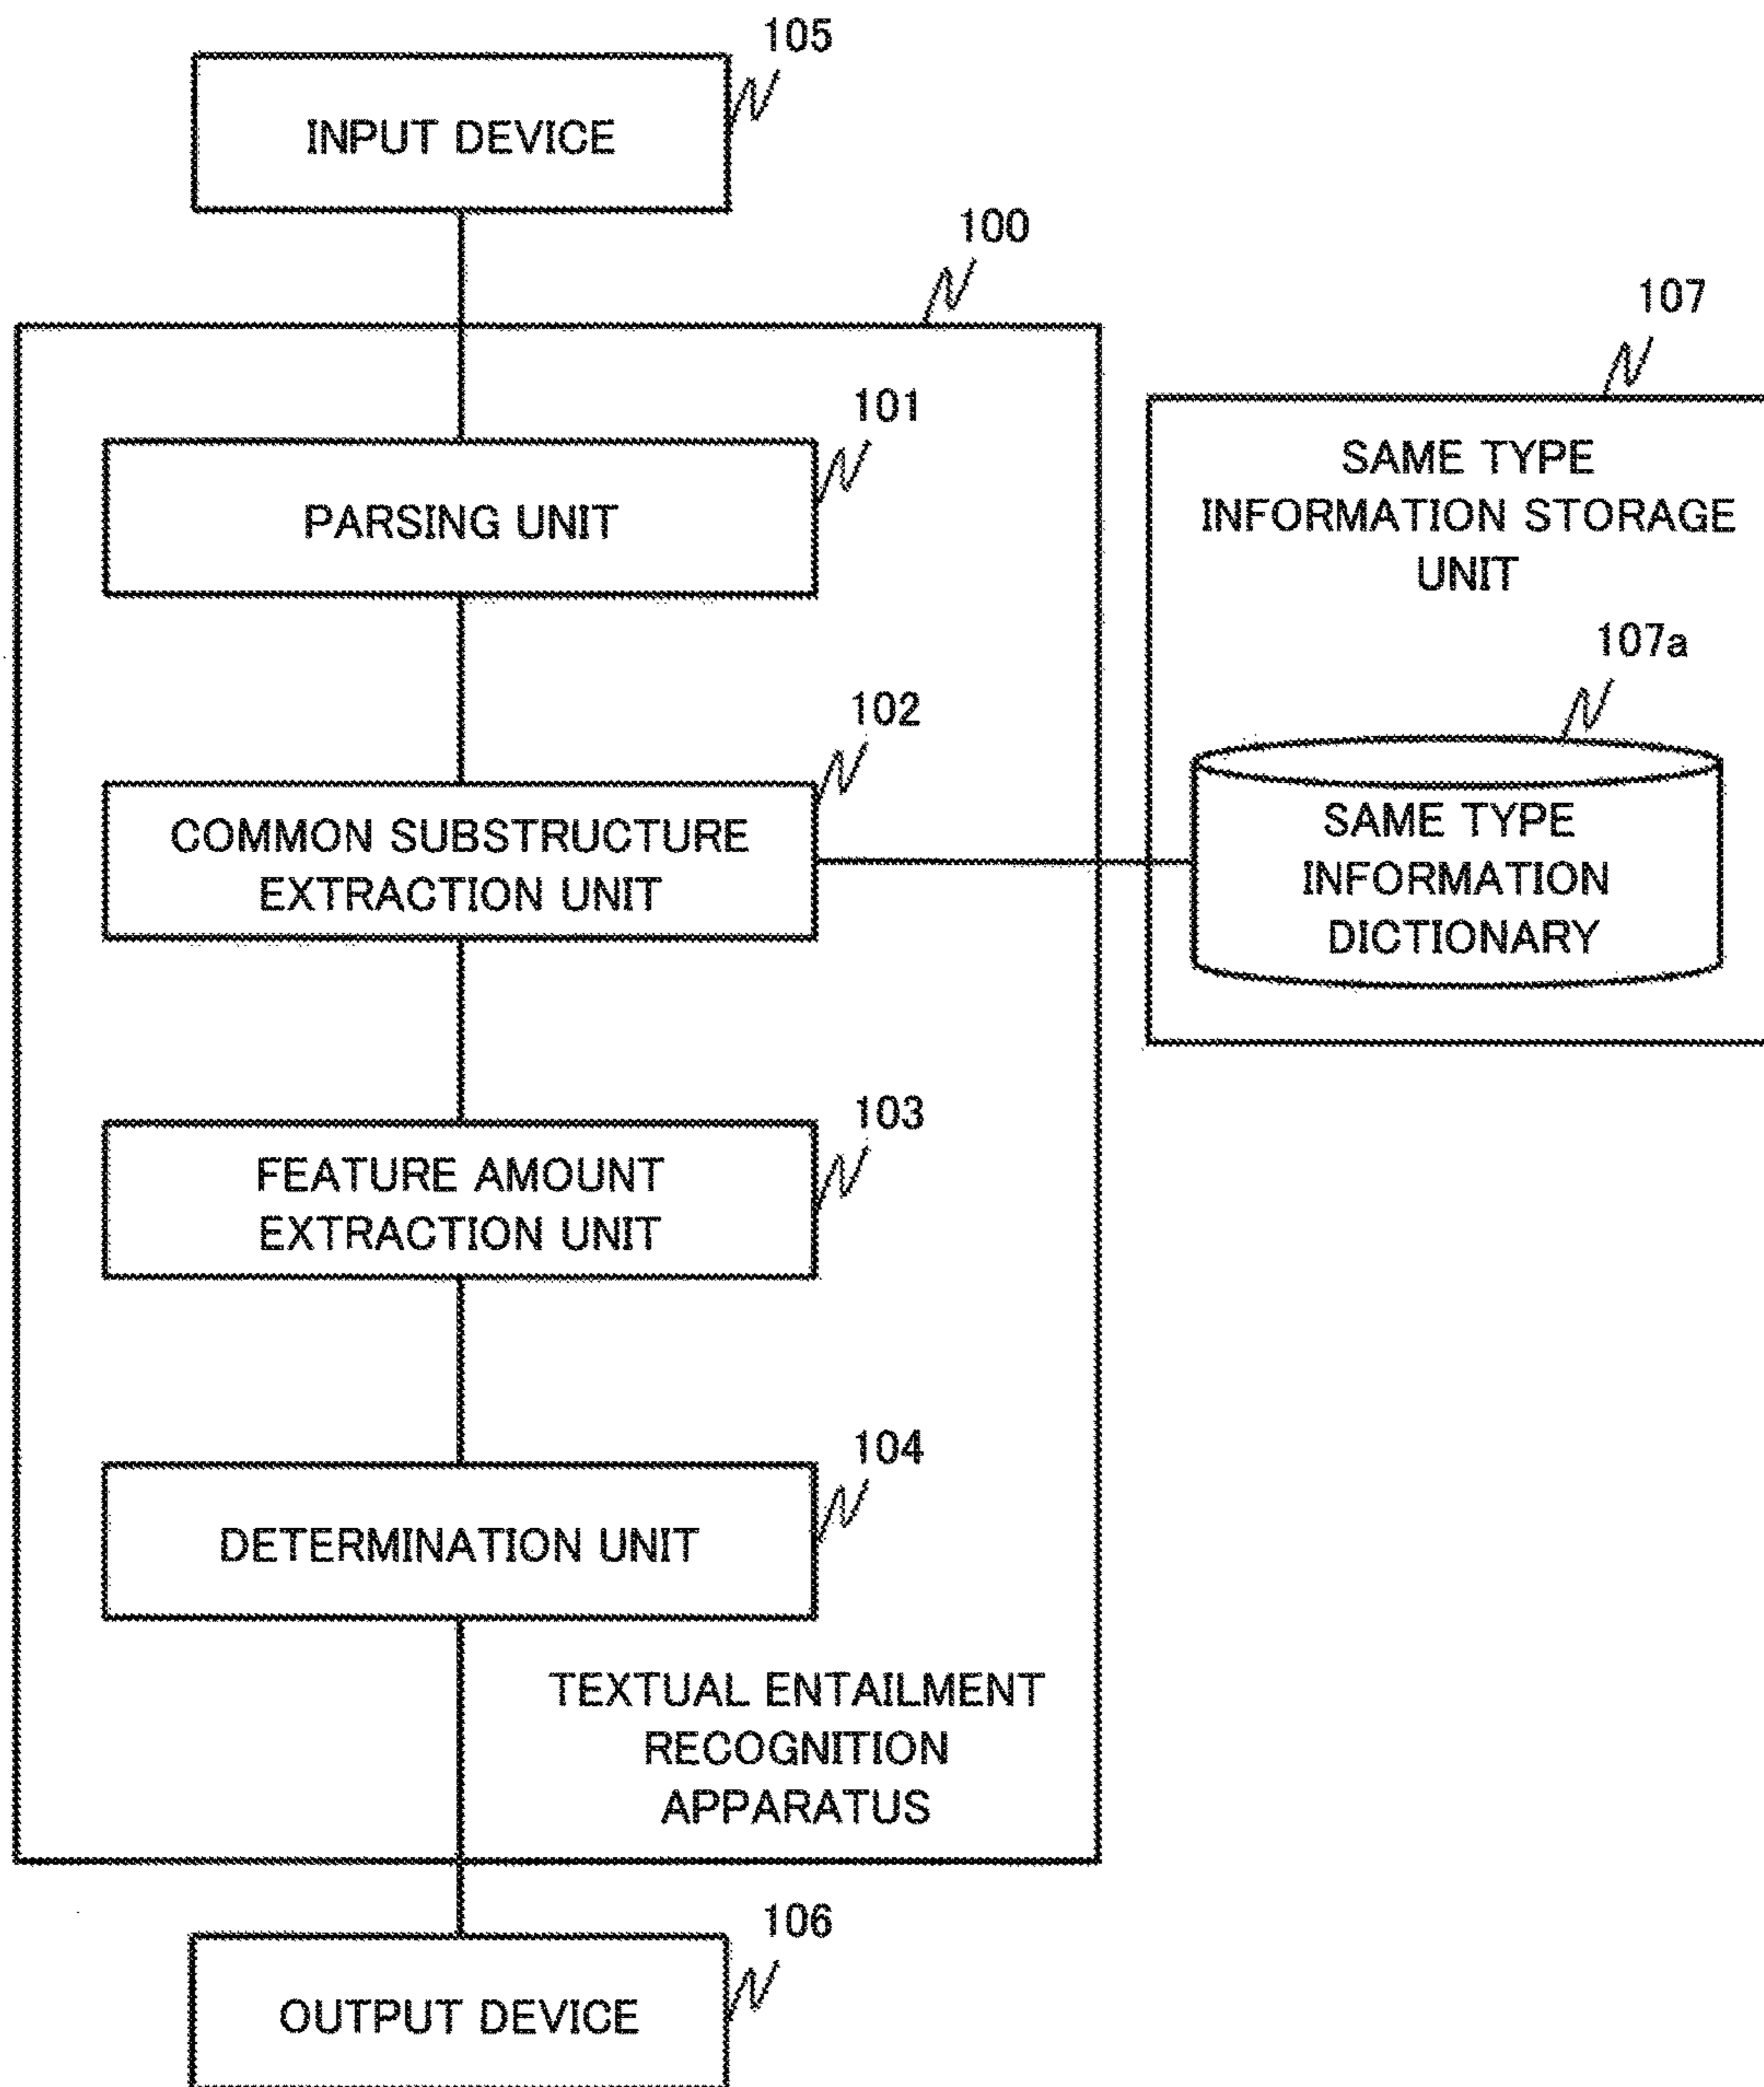 105
INPUT DEVICE
100
107
101
SAME TYPE
INFORMATION STORAGE
UNIT
PARSING UNIT
107a
102
COMMON SUBSTRUCTURE
EXTRACTION UNIT
SAME TYPE
INFORMATION
DICTIONARY
103
FEATURE AMOUNT
EXTRACTION UNIT
104
DETERMINATION UNIT
TEXTUAL ENTAILMENT
RECOGNITION
APPARATUS
106
OUTPUT DEVICE